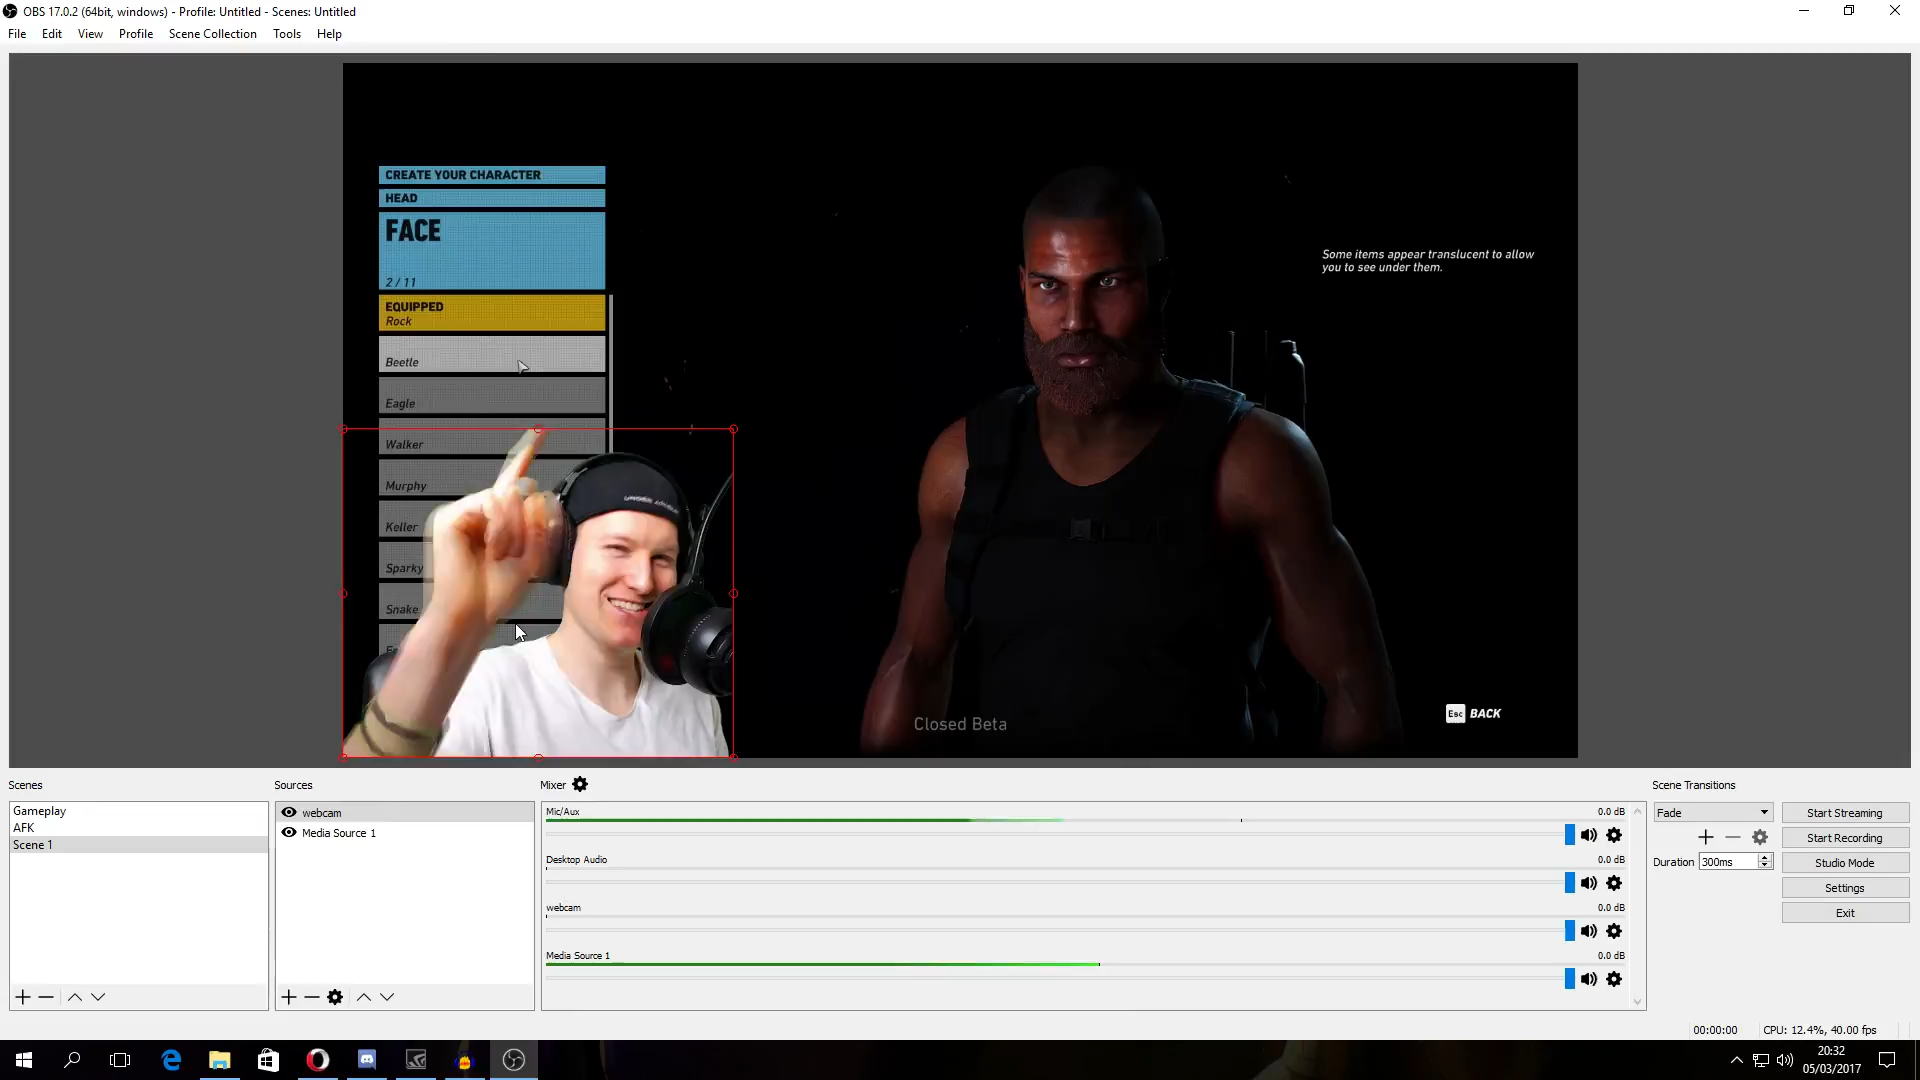 OBS 17.0.2 (64bit, windows) - Profile: Untitled - Scenes: Untitled
File Edit View Profile Scene Collection Tools Help
CREATE YOUR CHARACTER
HEAD
FACE
2 / 11
EQUIPPED
Rock
Beetle
Eagle
Walker
Murphy
Keller
Sparky
Snake
Some items appear translucent to allow
you to see under them.
Closed Beta
Esc BACK
Scenes
Gameplay
AFK
Scene 1
Sources
webcam
Media Source 1
Mixer
Mic/Aux 0.0 dB
Desktop Audio 0.0 dB
webcam 0.0 dB
Media Source 1 0.0 dB
Scene Transitions
Fade
Duration 300ms
Start Streaming
Start Recording
Studio Mode
Settings
Exit
00:00:00 CPU: 12.4%, 40.00 fps
20:32
05/03/2017